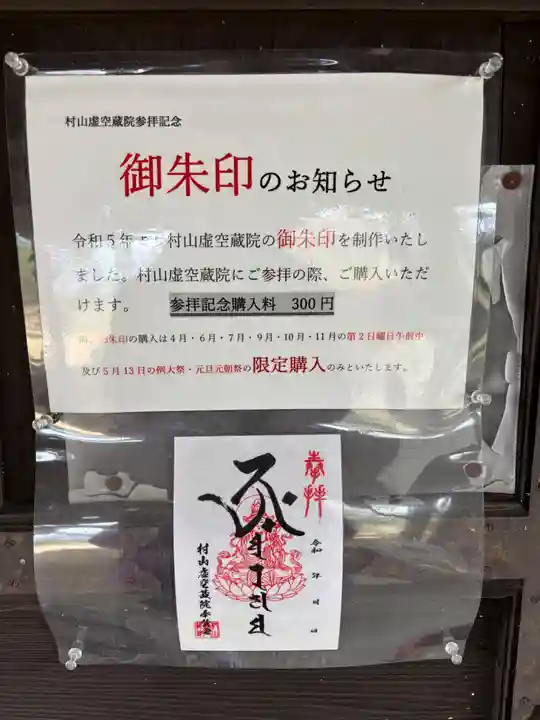 村山虚空蔵院参拝記念
御朱印のお知らせ
令和5年 ら村山虚空蔵院の御朱印を制作いたし
ました。村山虚空蔵院にご参拝の際、ご購入いただ
けます。 参拝記念購入料 300円
朱印の購入は4月・6月・7月・9月・10月・11月の第2日曜日午前中
及び5月13日の例大祭・元旦元朝祭の限定購入のみといたします。
奉拝
令和 年 月 日
村山虚空蔵院